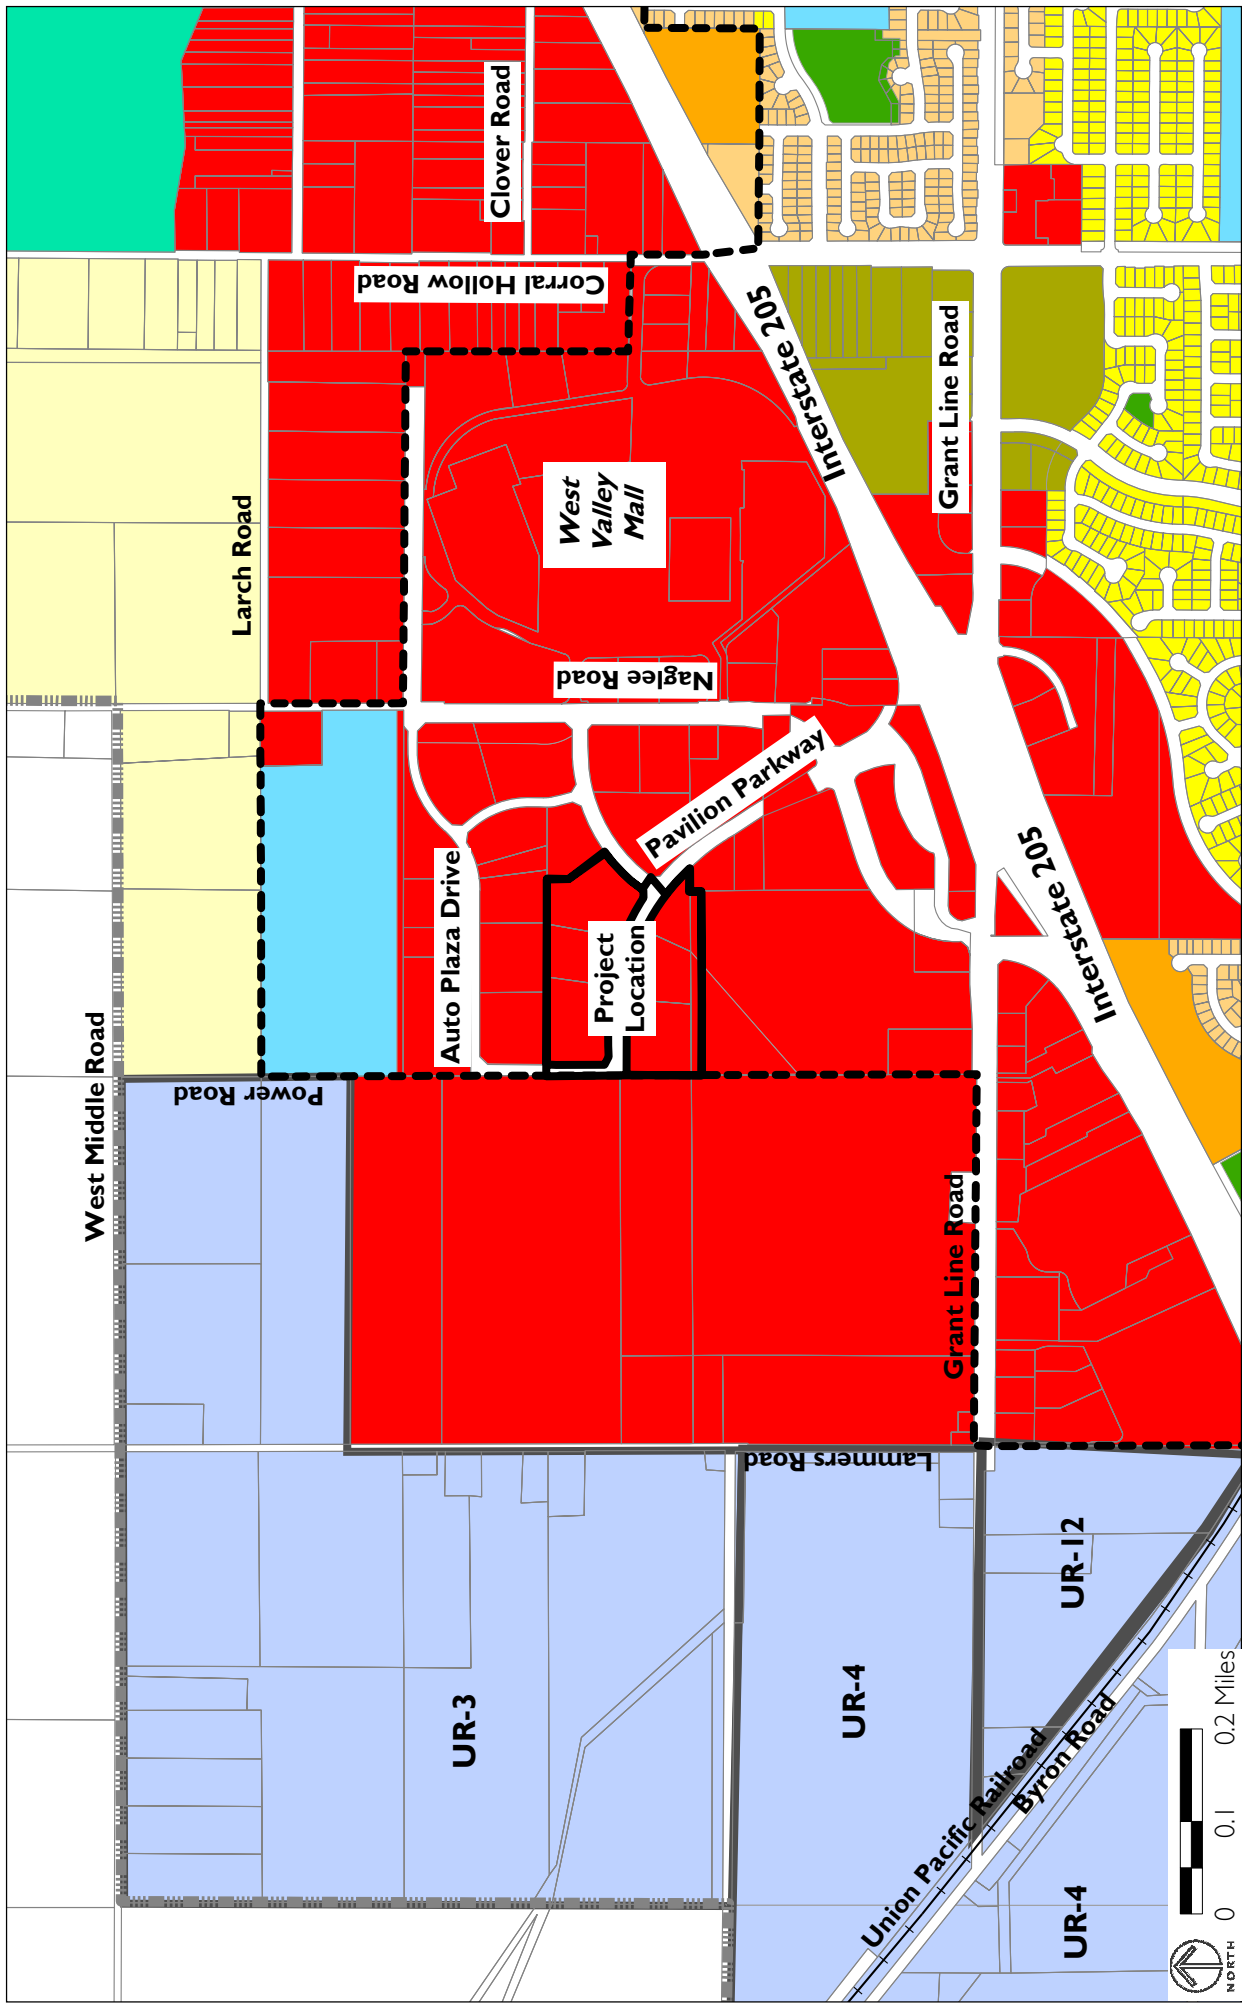 West Middle Road
Larch Road
Clover Road
Corral Hollow Road
West
Valley
Mall
Naglee Road
Interstate 205
Grant Line Road
Pavilion Parkway
Auto Plaza Drive
Project
Location
Power Road
Interstate 205
Grant Line Road
Lammers Road
UR-3
UR-4
UR-12
Union Pacific Railroad
Byron Road
UR-4
NORTH
0 0.1 0.2 Miles